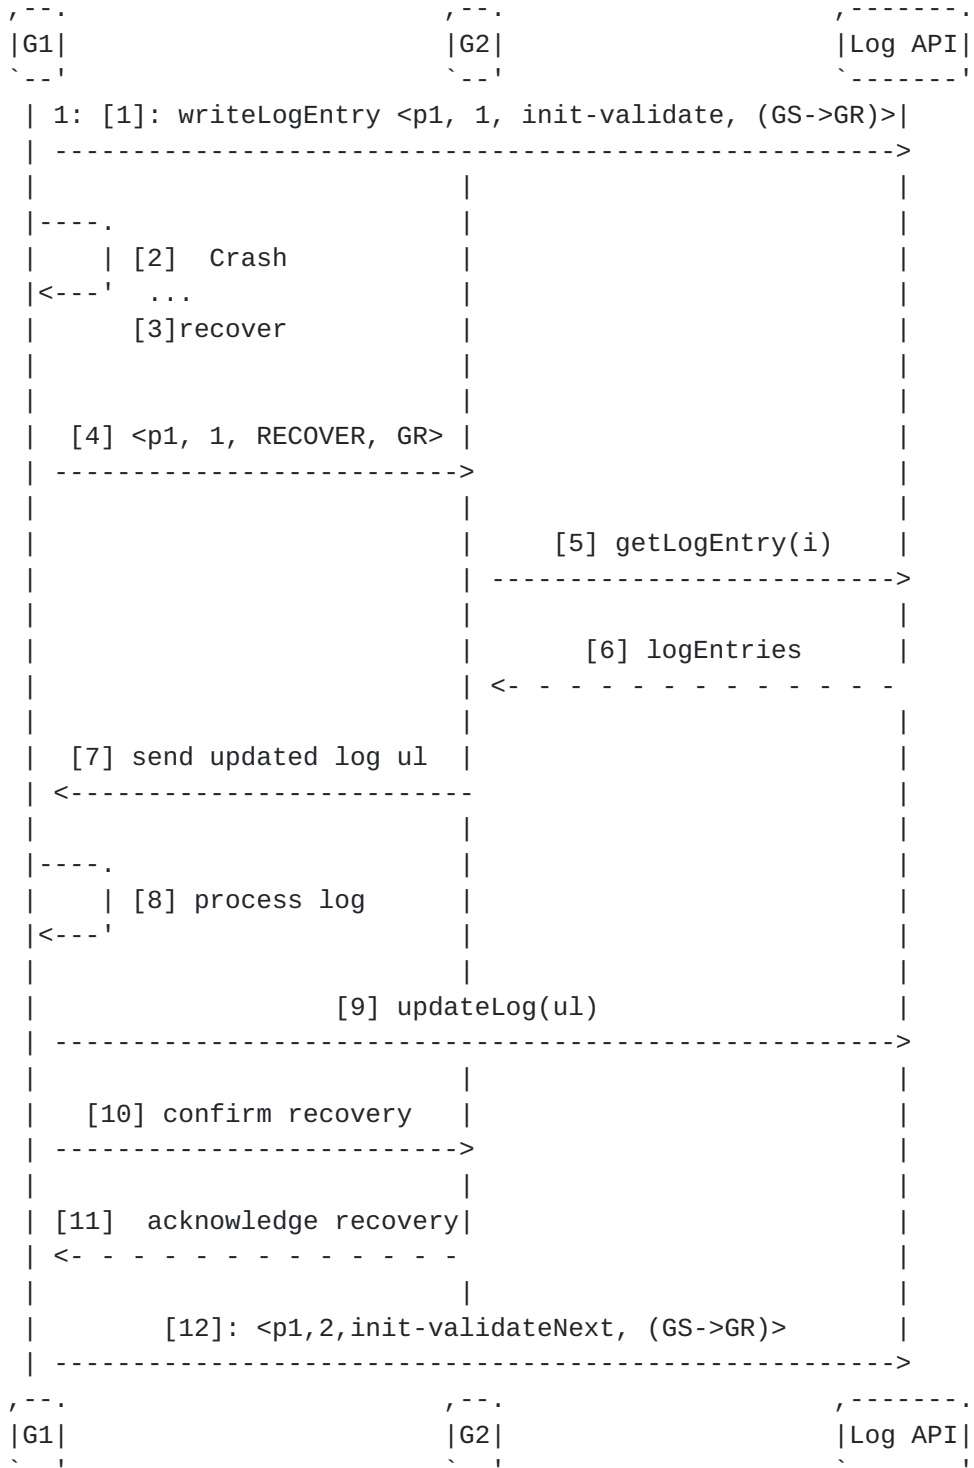 G1 G2 Log API
1: [1]: writeLogEntry <p1, 1, init-validate, (GS->GR)>
[2]  Crash
...
[3]recover
[4] <p1, 1, RECOVER, GR>
[5] getLogEntry(i)
[6] logEntries
[7] send updated log ul
[8] process log
[9] updateLog(ul)
[10] confirm recovery
[11]  acknowledge recovery
[12]: <p1,2,init-validateNext, (GS->GR)>
G1 G2 Log API